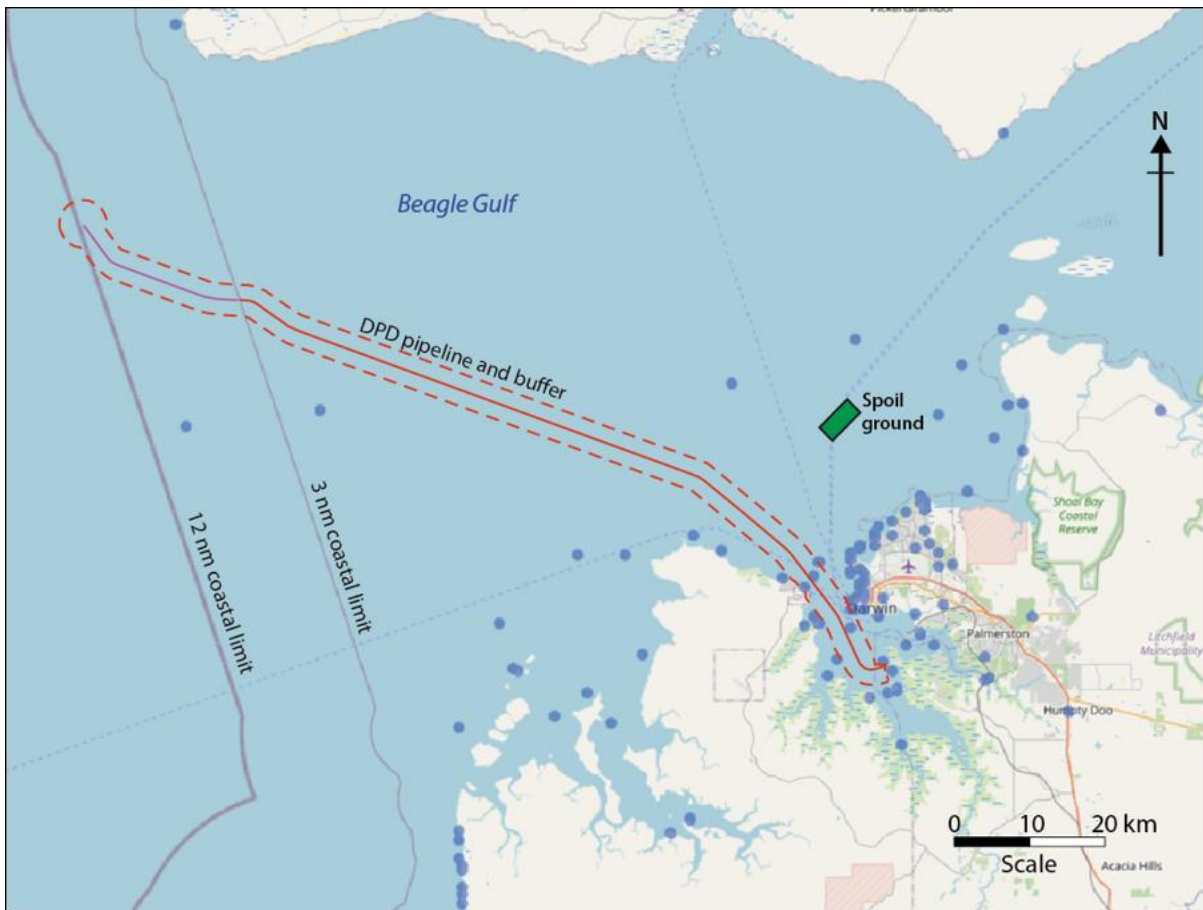 N
Beagle Gulf
DPD pipeline and buffer
Spoil
ground
12 nm coastal limit
3 nm coastal limit
Shoal Bay
Coastal
Reserve
Darwin
Palmerston
Litchfield
Municipality
Humpty Doo
0 10 20 km
Scale
Acacia Hills